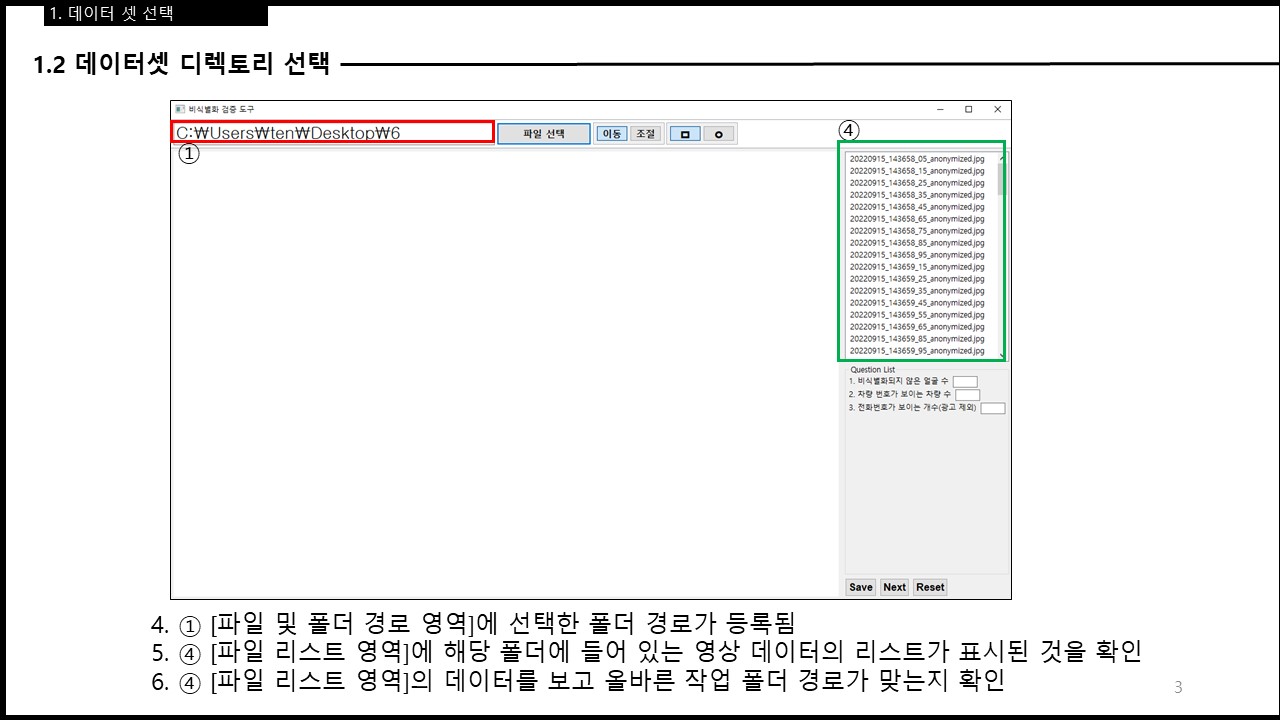 1. 데이터 셋 선택
1.2 데이터셋 디렉토리 선택
비식별화 검증 도구
C:₩Users₩ten₩Desktop₩6
파일 선택
이동
조절
①
④
20220915_143658_05_anonymized.jpg
20220915_143658_15_anonymized.jpg
20220915_143658_25_anonymized.jpg
20220915_143658_35_anonymized.jpg
20220915_143658_45_anonymized.jpg
20220915_143658_65_anonymized.jpg
20220915_143658_75_anonymized.jpg
20220915_143658_85_anonymized.jpg
20220915_143658_95_anonymized.jpg
20220915_143659_15_anonymized.jpg
20220915_143659_25_anonymized.jpg
20220915_143659_35_anonymized.jpg
20220915_143659_45_anonymized.jpg
20220915_143659_55_anonymized.jpg
20220915_143659_65_anonymized.jpg
20220915_143659_85_anonymized.jpg
20220915_143659_95_anonymized.jpg
Question List
1. 비식별화되지 않은 얼굴 수
2. 차량 번호가 보이는 차량 수
3. 전화번호가 보이는 개수(광고 제외)
Save Next Reset
4. ① [파일 및 폴더 경로 영역]에 선택한 폴더 경로가 등록됨
5. ④ [파일 리스트 영역]에 해당 폴더에 들어 있는 영상 데이터의 리스트가 표시된 것을 확인
6. ④ [파일 리스트 영역]의 데이터를 보고 올바른 작업 폴더 경로가 맞는지 확인
3